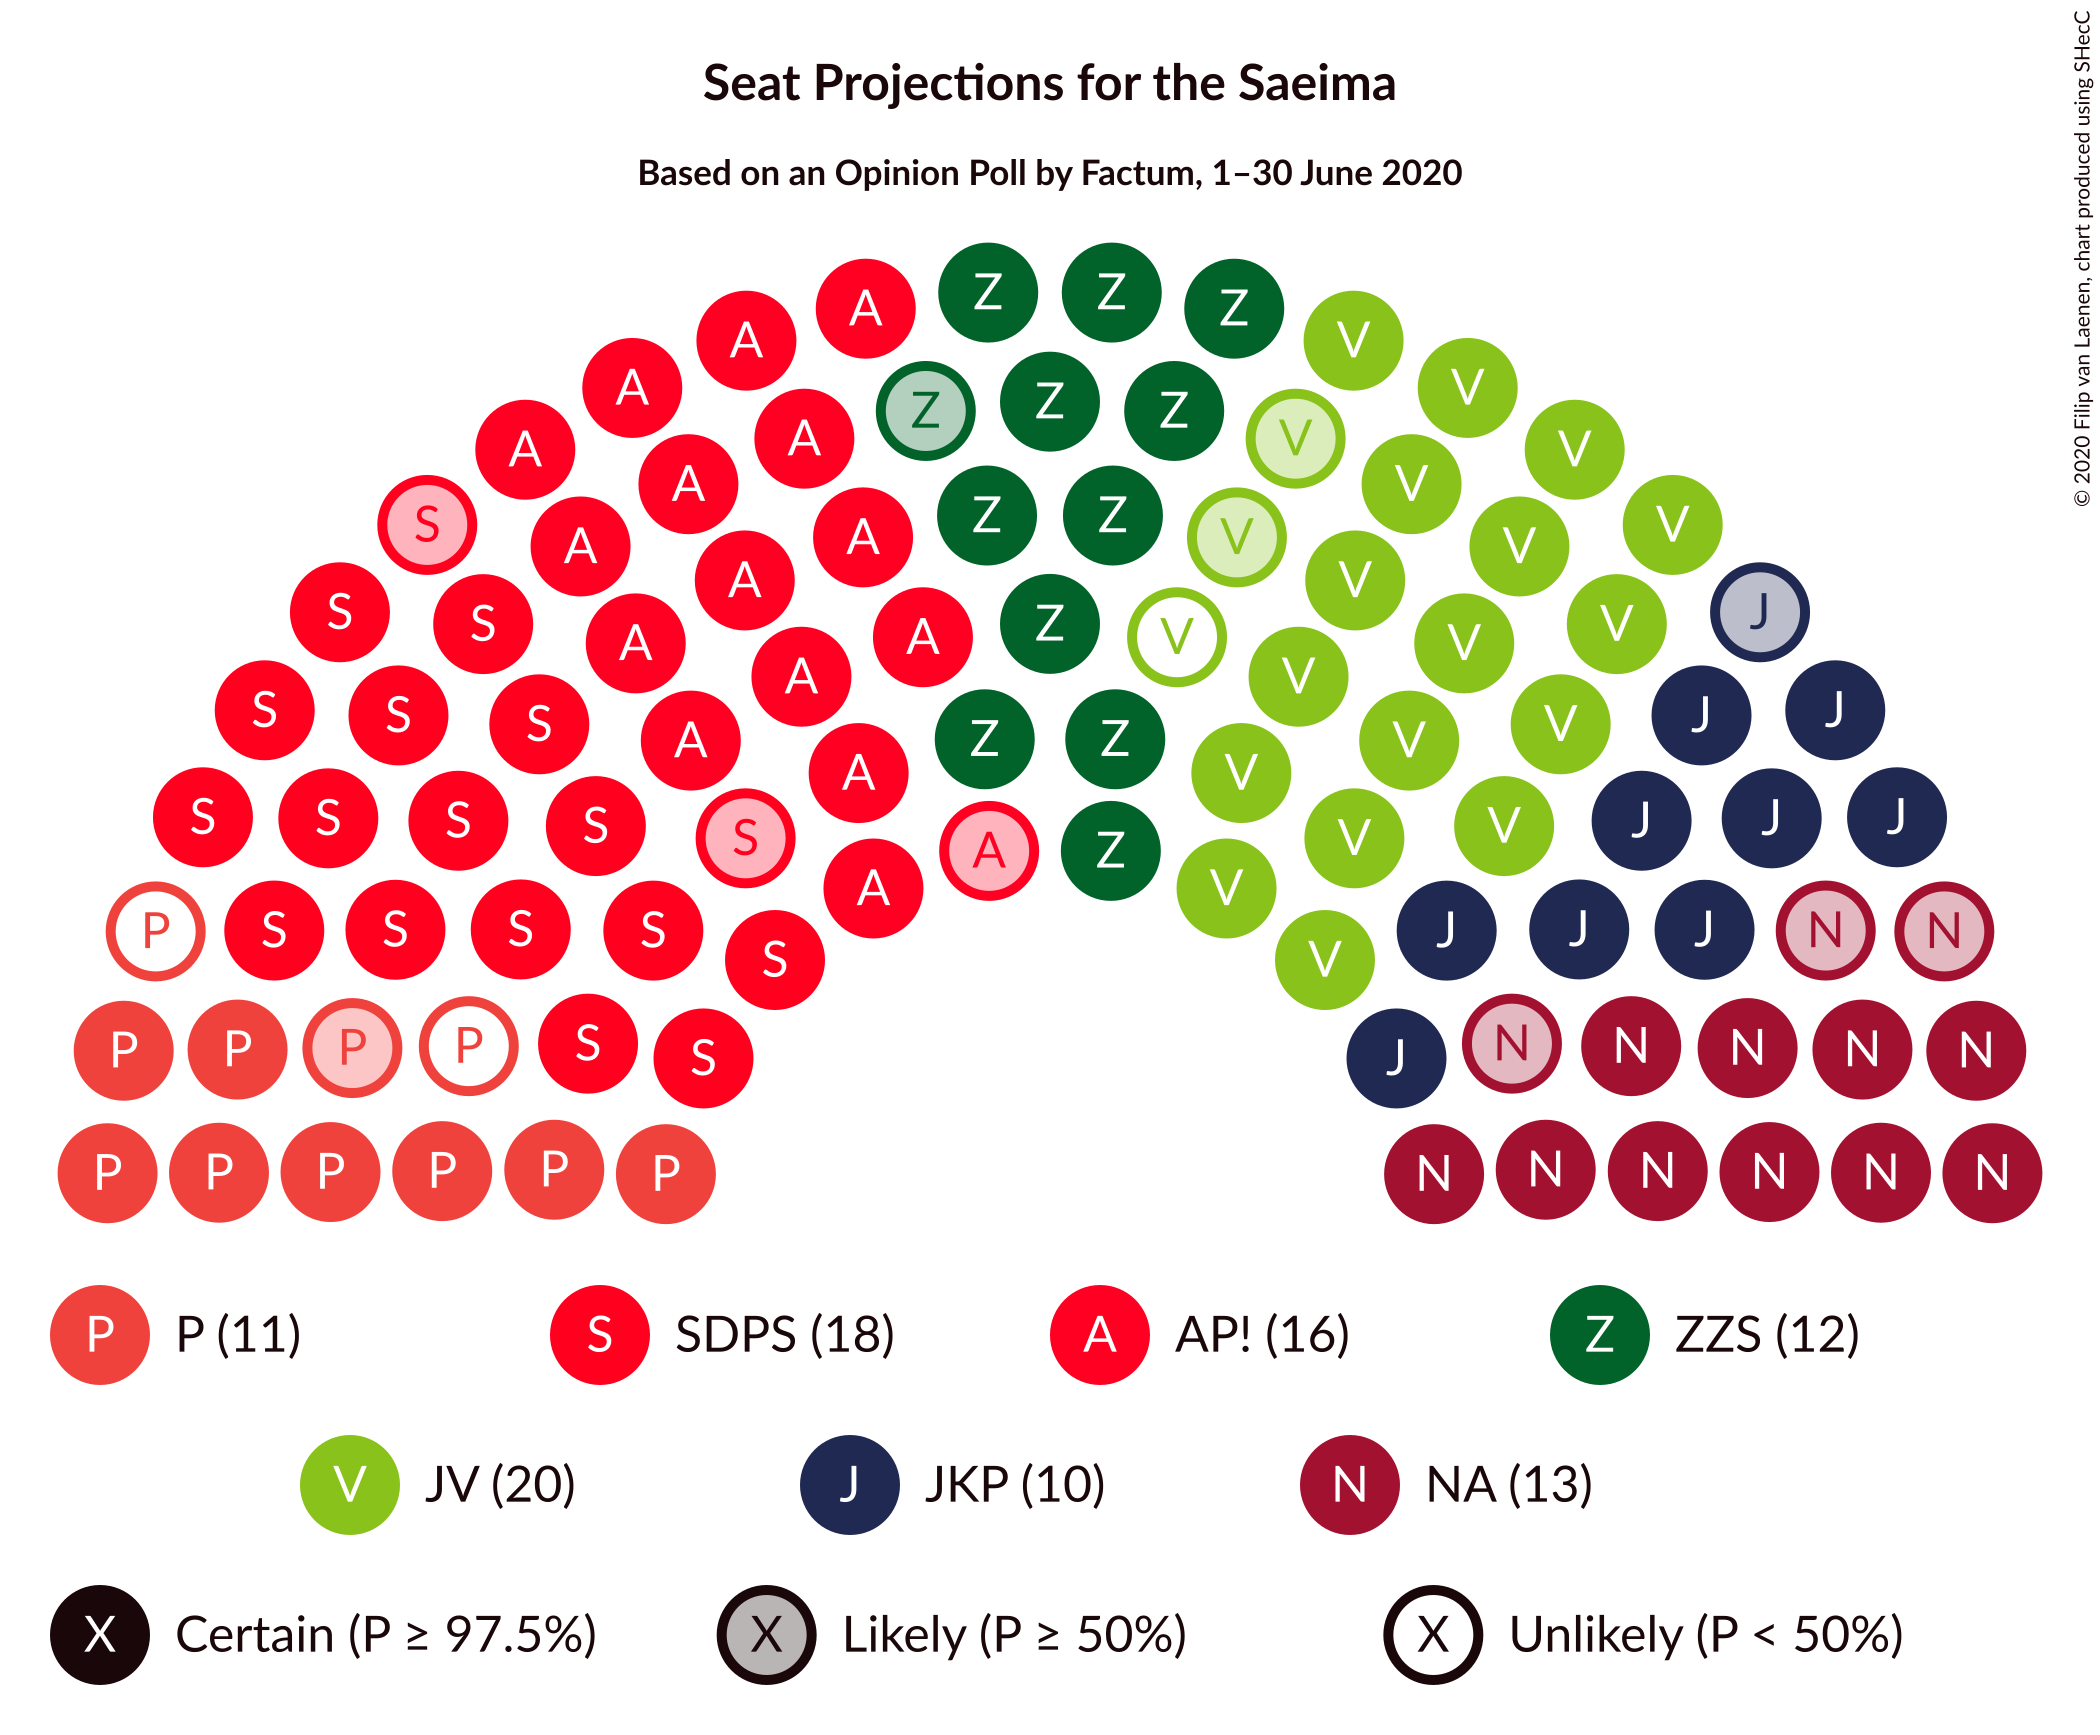 Seat Projections for the Saeima
Based on an Opinion Poll by Factum, 1–30 June 2020
© 2020 Filip van Laenen, chart produced using SHecC
Z Z
A Z
A V
A Z V
A Z Z V
A V
A V
A Z Z V
S A V V
A V
A V
S Z J
S V
A V V
A V
A V
S J
S J
S V
A Z Z V
A V
S J
S J
S J
S V
S V
A Z
A V
P S S S S J J J N N
S V
P P P P S N N N N N
S J
P P P P P P N N N N N N
P P (11) S SDPS (18) A AP! (16) Z ZZS (12)
V JV (20) J JKP (10) N NA (13)
X Certain (P ≥ 97.5%) X Likely (P ≥ 50%) X Unlikely (P < 50%)